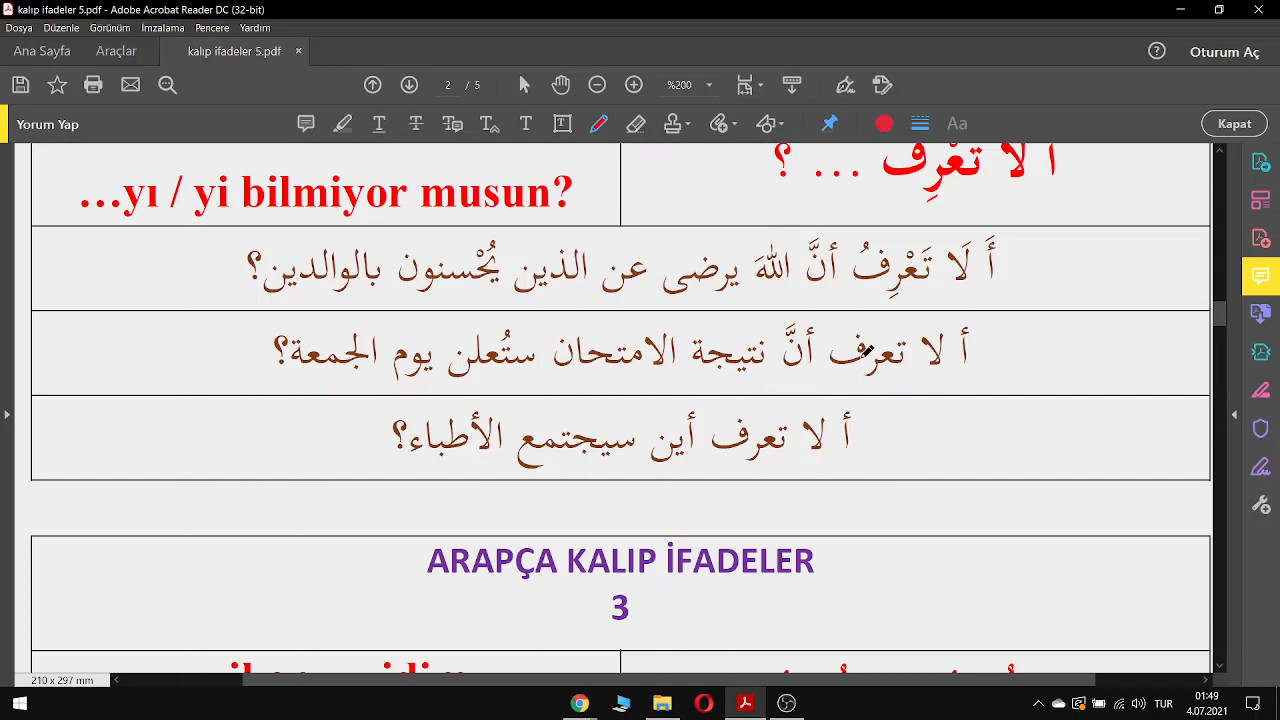 kalıp ifadeler 5.pdf - Adobe Acrobat Reader DC (32-bit)
Dosya Düzenle Görünüm İmzalama Pencere Yardım
Ana Sayfa Araçlar kalıp ifadeler 5.pdf × Oturum Aç
2 / 5 %200
Yorum Yap Aa Kapat
أ لا تَعْرِف ... ؟
...yı / yi bilmiyor musun?
أَ لَا تَعْرِفُ أنَّ اللهَ يرضى عن الذين يُحْسنون بالوالدين؟
أ لا تعرف أنَّ نتيجة الامتحان ستُعلن يوم الجمعة؟
أ لا تعرف أين سيجتمع الأطباء؟
ARAPÇA KALIP İFADELER
3
210 x 297 mm
TUR 01:49
4.07.2021